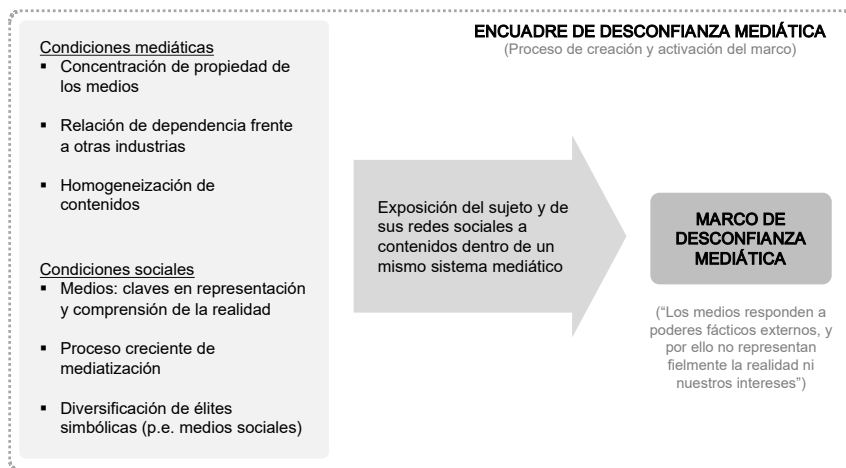 ENCUADRE DE DESCONFIANZA MEDIÁTICA
(Proceso de creación y activación del marco)
Condiciones mediáticas
▪ Concentración de propiedad de
los medios
▪ Relación de dependencia frente
a otras industrias
▪ Homogeneización de
contenidos
Condiciones sociales
▪ Medios: claves en representación
y comprensión de la realidad
▪ Proceso creciente de
mediatización
▪ Diversificación de élites
simbólicas (p.e. medios sociales)
Exposición del sujeto y de
sus redes sociales a
contenidos dentro de un
mismo sistema mediático
MARCO DE
DESCONFIANZA
MEDIÁTICA
(“Los medios responden a
poderes fácticos externos, y
por ello no representan
fielmente la realidad ni
nuestros intereses”)